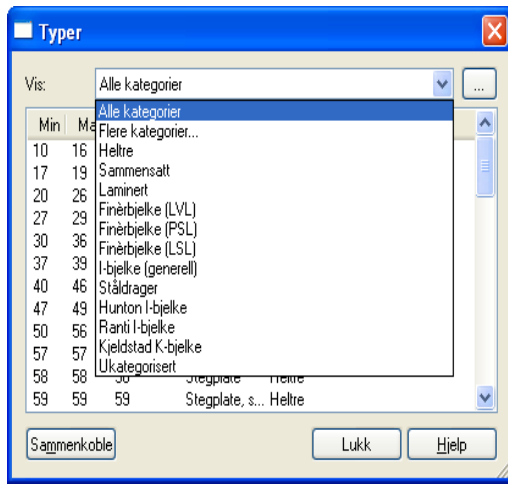 Typer
Vis: Alle kategorier ...
Min Ma
Alle kategorier
Flere kategorier...
Heltre
Sammensatt
Laminert
Finèrbjelke (LVL)
Finèrbjelke (PSL)
Finèrbjelke (LSL)
I-bjelke (generell)
Ståldrager
Hunton I-bjelke
Ranti I-bjelke
Kjeldstad K-bjelke
Ukategorisert
10 16
17 19
20 26
27 29
30 36
37 39
40 46
47 49
50 56
57 57
58 58 58 Stegplate Heltre
59 59 59 Stegplate, s... Heltre
Sammenkoble Lukk Hjelp